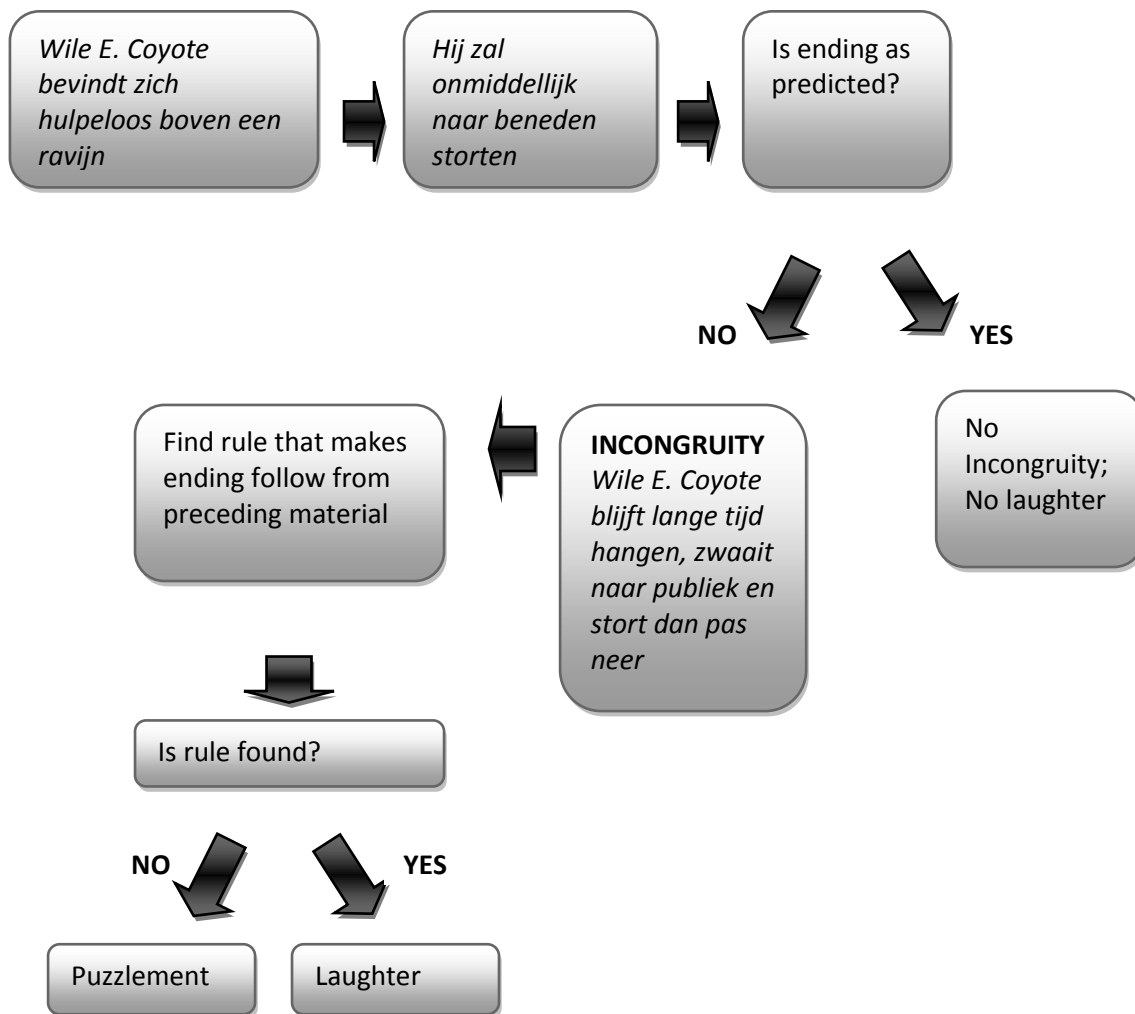 Wile E. Coyote
bevindt zich
hulpeloos boven een
ravijn
Hij zal
onmiddellijk
naar beneden
storten
Is ending as
predicted?
NO
YES
Find rule that makes
ending follow from
preceding material
INCONGRUITY
Wile E. Coyote
blijft lange tijd
hangen, zwaait
naar publiek en
stort dan pas
neer
No
Incongruity;
No laughter
Is rule found?
NO
YES
Puzzlement
Laughter